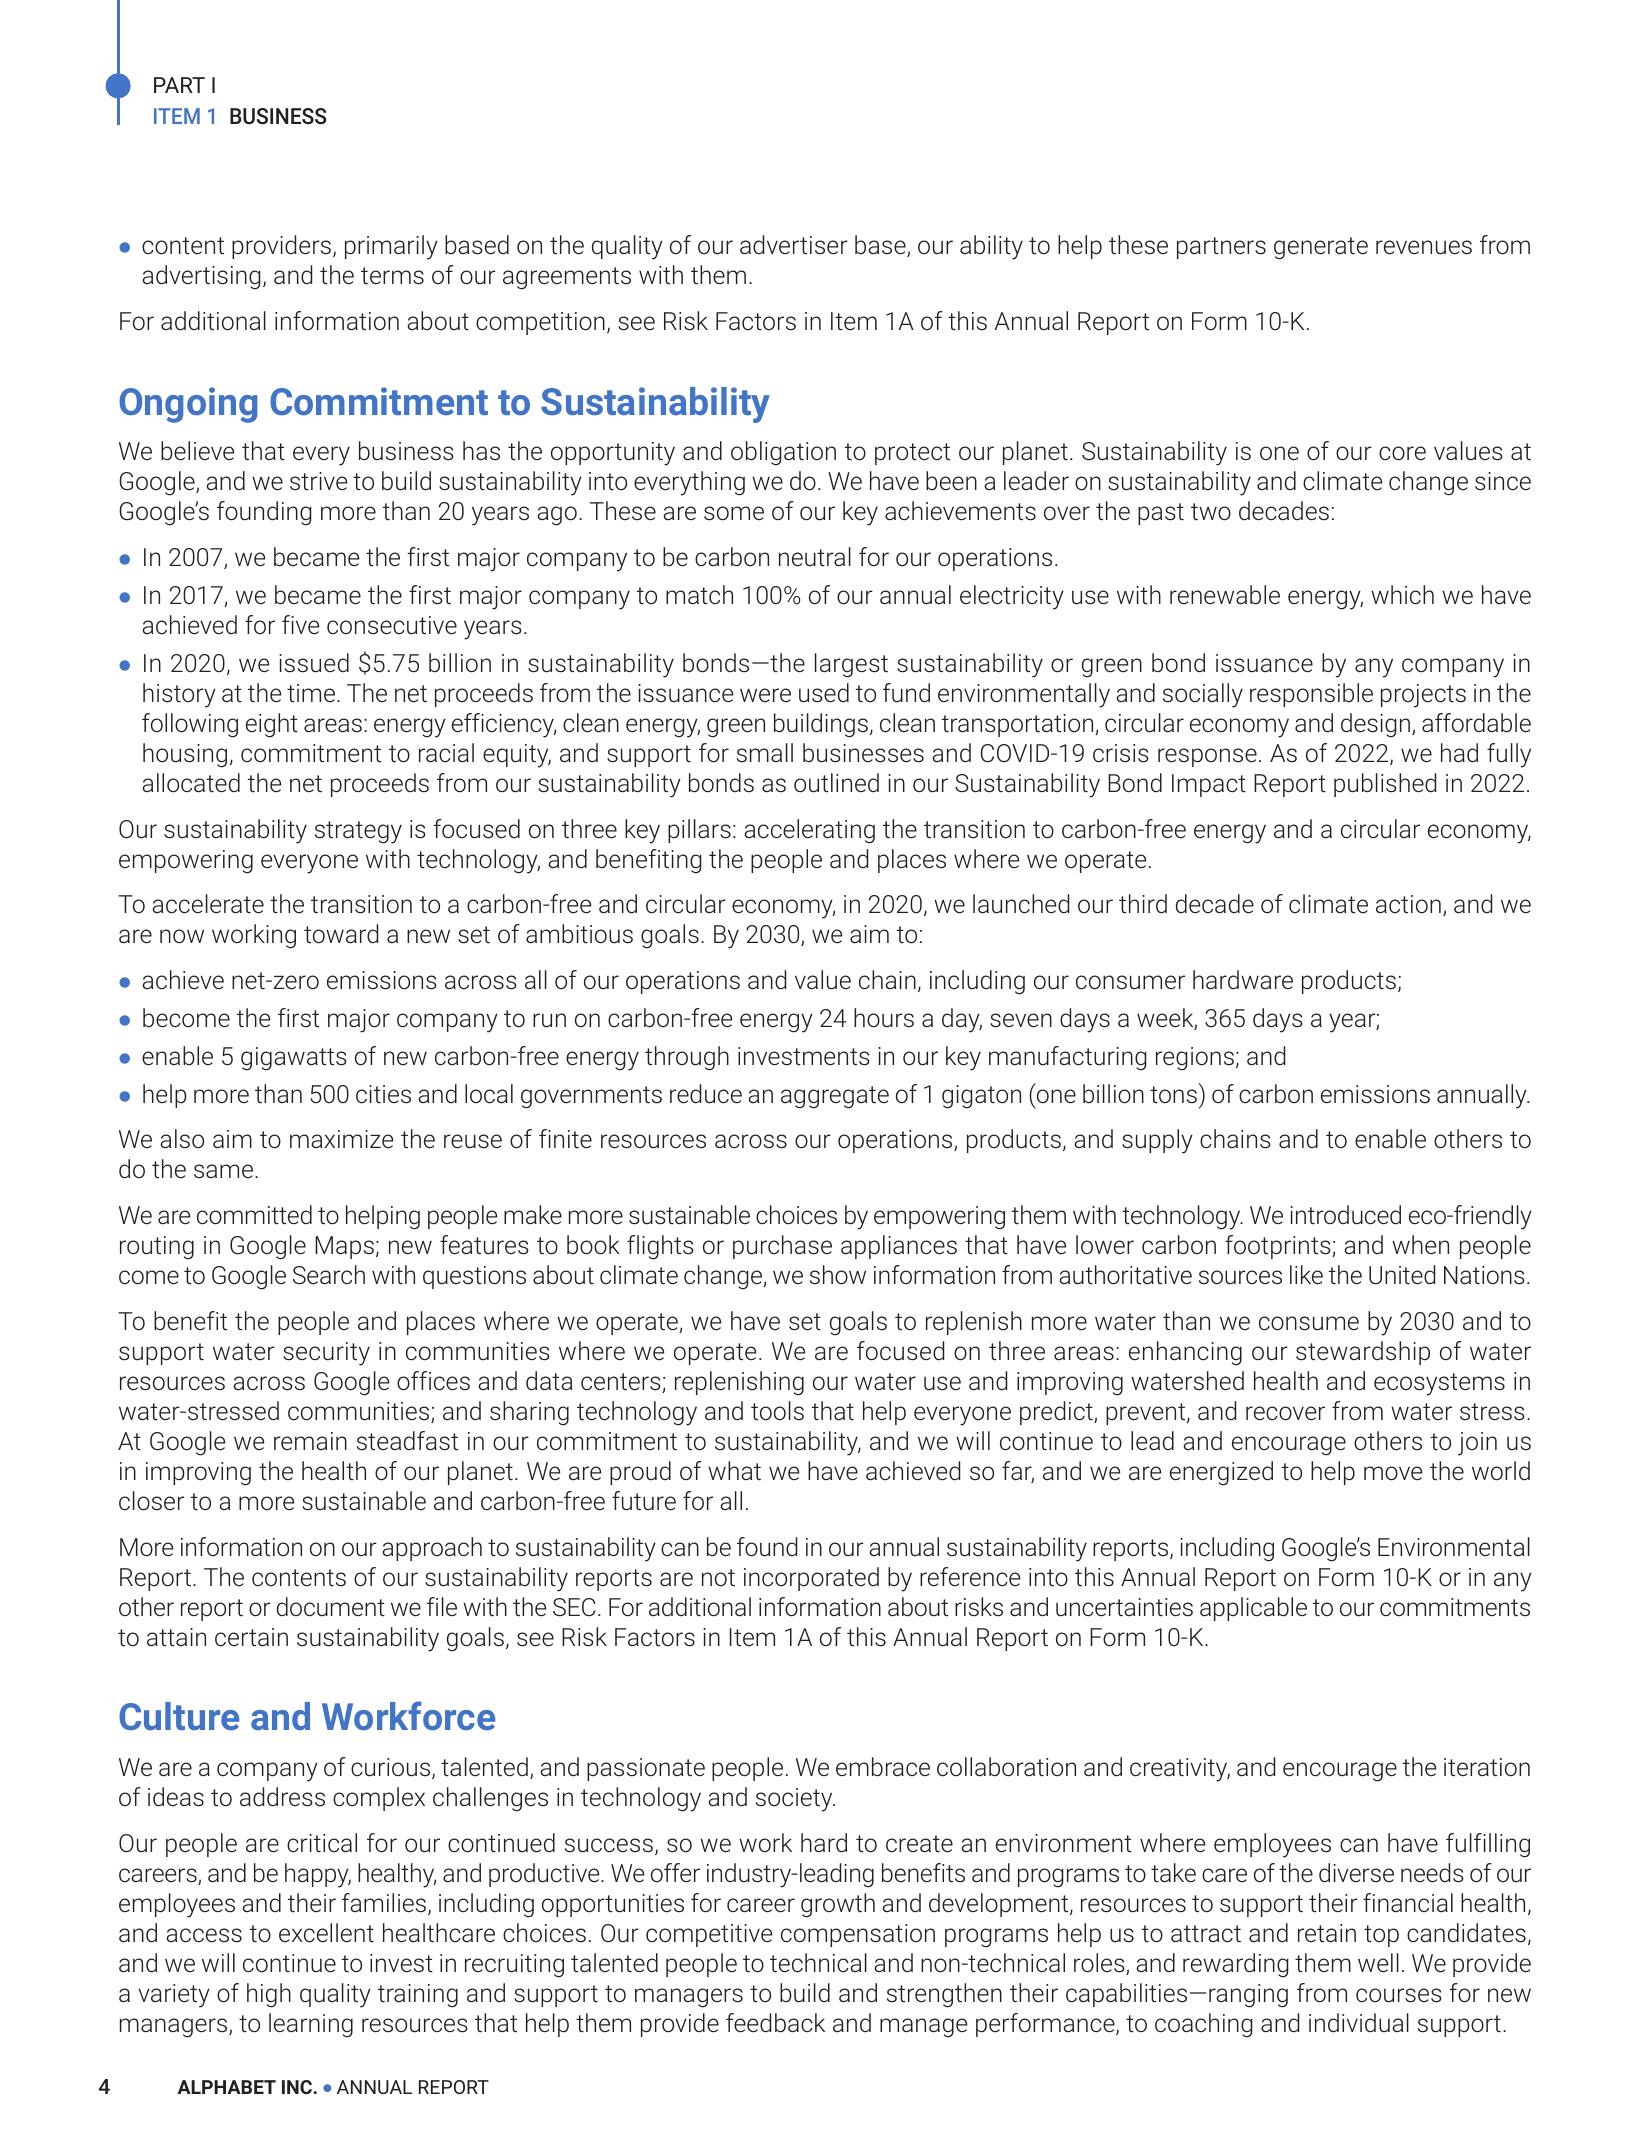 PART I
ITEM 1 BUSINESS
● content providers, primarily based on the quality of our advertiser base, our ability to help these partners generate revenues from
advertising, and the terms of our agreements with them.
For additional information about competition, see Risk Factors in Item 1A of this Annual Report on Form 10-K.
Ongoing Commitment to Sustainability
We believe that every business has the opportunity and obligation to protect our planet. Sustainability is one of our core values at
Google, and we strive to build sustainability into everything we do. We have been a leader on sustainability and climate change since
Google’s founding more than 20 years ago. These are some of our key achievements over the past two decades:
● In 2007, we became the first major company to be carbon neutral for our operations.
● In 2017, we became the first major company to match 100% of our annual electricity use with renewable energy, which we have
achieved for five consecutive years.
● In 2020, we issued $5.75 billion in sustainability bonds—the largest sustainability or green bond issuance by any company in
history at the time. The net proceeds from the issuance were used to fund environmentally and socially responsible projects in the
following eight areas: energy efficiency, clean energy, green buildings, clean transportation, circular economy and design, affordable
housing, commitment to racial equity, and support for small businesses and COVID-19 crisis response. As of 2022, we had fully
allocated the net proceeds from our sustainability bonds as outlined in our Sustainability Bond Impact Report published in 2022.
Our sustainability strategy is focused on three key pillars: accelerating the transition to carbon-free energy and a circular economy,
empowering everyone with technology, and benefiting the people and places where we operate.
To accelerate the transition to a carbon-free and circular economy, in 2020, we launched our third decade of climate action, and we
are now working toward a new set of ambitious goals. By 2030, we aim to:
● achieve net-zero emissions across all of our operations and value chain, including our consumer hardware products;
● become the first major company to run on carbon-free energy 24 hours a day, seven days a week, 365 days a year;
● enable 5 gigawatts of new carbon-free energy through investments in our key manufacturing regions; and
● help more than 500 cities and local governments reduce an aggregate of 1 gigaton (one billion tons) of carbon emissions annually.
We also aim to maximize the reuse of finite resources across our operations, products, and supply chains and to enable others to
do the same.
We are committed to helping people make more sustainable choices by empowering them with technology. We introduced eco-friendly
routing in Google Maps; new features to book flights or purchase appliances that have lower carbon footprints; and when people
come to Google Search with questions about climate change, we show information from authoritative sources like the United Nations.
To benefit the people and places where we operate, we have set goals to replenish more water than we consume by 2030 and to
support water security in communities where we operate. We are focused on three areas: enhancing our stewardship of water
resources across Google offices and data centers; replenishing our water use and improving watershed health and ecosystems in
water-stressed communities; and sharing technology and tools that help everyone predict, prevent, and recover from water stress.
At Google we remain steadfast in our commitment to sustainability, and we will continue to lead and encourage others to join us
in improving the health of our planet. We are proud of what we have achieved so far, and we are energized to help move the world
closer to a more sustainable and carbon-free future for all.
More information on our approach to sustainability can be found in our annual sustainability reports, including Google’s Environmental
Report. The contents of our sustainability reports are not incorporated by reference into this Annual Report on Form 10-K or in any
other report or document we file with the SEC. For additional information about risks and uncertainties applicable to our commitments
to attain certain sustainability goals, see Risk Factors in Item 1A of this Annual Report on Form 10-K.
Culture and Workforce
We are a company of curious, talented, and passionate people. We embrace collaboration and creativity, and encourage the iteration
of ideas to address complex challenges in technology and society.
Our people are critical for our continued success, so we work hard to create an environment where employees can have fulfilling
careers, and be happy, healthy, and productive. We offer industry-leading benefits and programs to take care of the diverse needs of our
employees and their families, including opportunities for career growth and development, resources to support their financial health,
and access to excellent healthcare choices. Our competitive compensation programs help us to attract and retain top candidates,
and we will continue to invest in recruiting talented people to technical and non-technical roles, and rewarding them well. We provide
a variety of high quality training and support to managers to build and strengthen their capabilities—ranging from courses for new
managers, to learning resources that help them provide feedback and manage performance, to coaching and individual support.
4 ALPHABET INC. ● ANNUAL REPORT